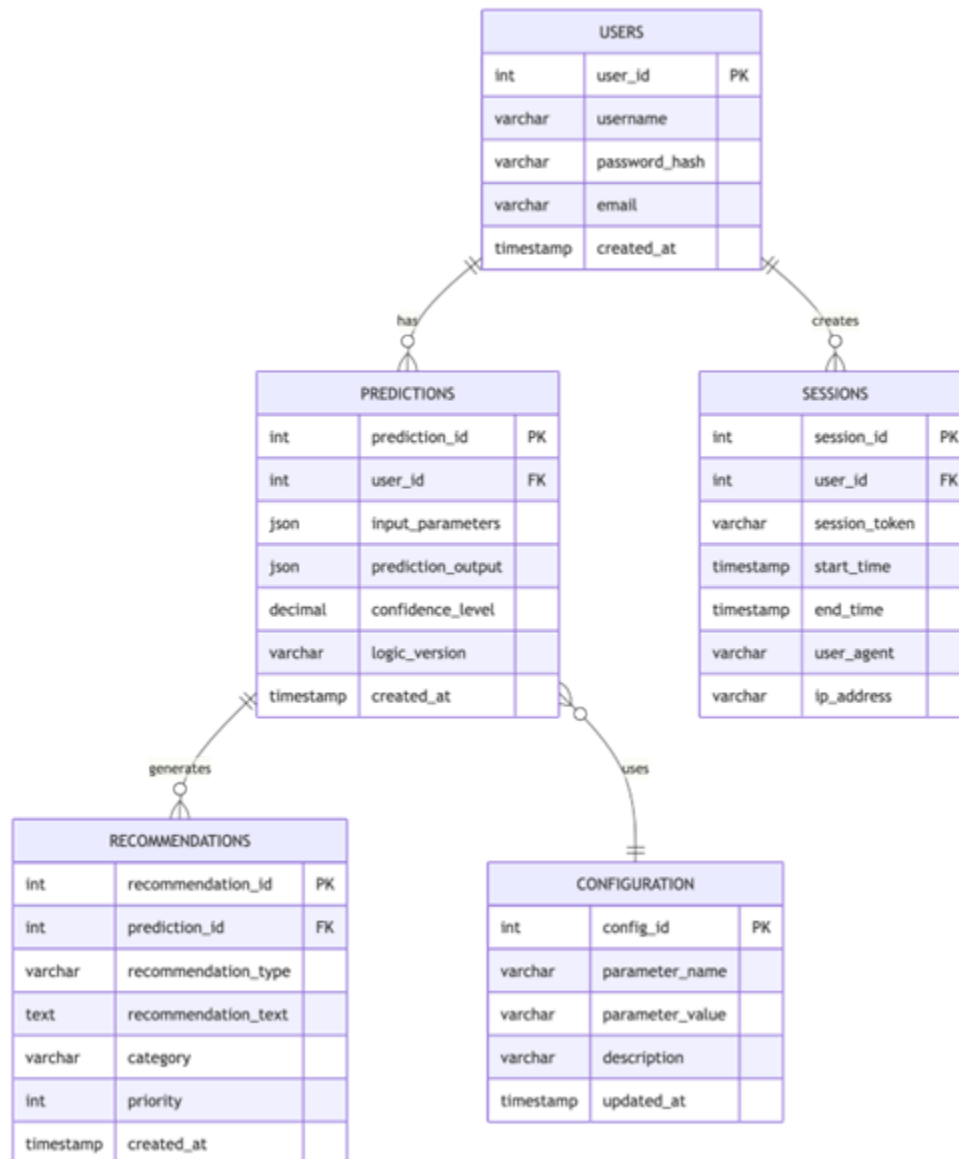 USERS
int user_id PK
varchar username
varchar password_hash
varchar email
timestamp created_at
has
creates
PREDICTIONS
int prediction_id PK
int user_id FK
json input_parameters
json prediction_output
decimal confidence_level
varchar logic_version
timestamp created_at
SESSIONS
int session_id PK
int user_id FK
varchar session_token
timestamp start_time
timestamp end_time
varchar user_agent
varchar ip_address
generates
uses
RECOMMENDATIONS
int recommendation_id PK
int prediction_id FK
varchar recommendation_type
text recommendation_text
varchar category
int priority
timestamp created_at
CONFIGURATION
int config_id PK
varchar parameter_name
varchar parameter_value
varchar description
timestamp updated_at